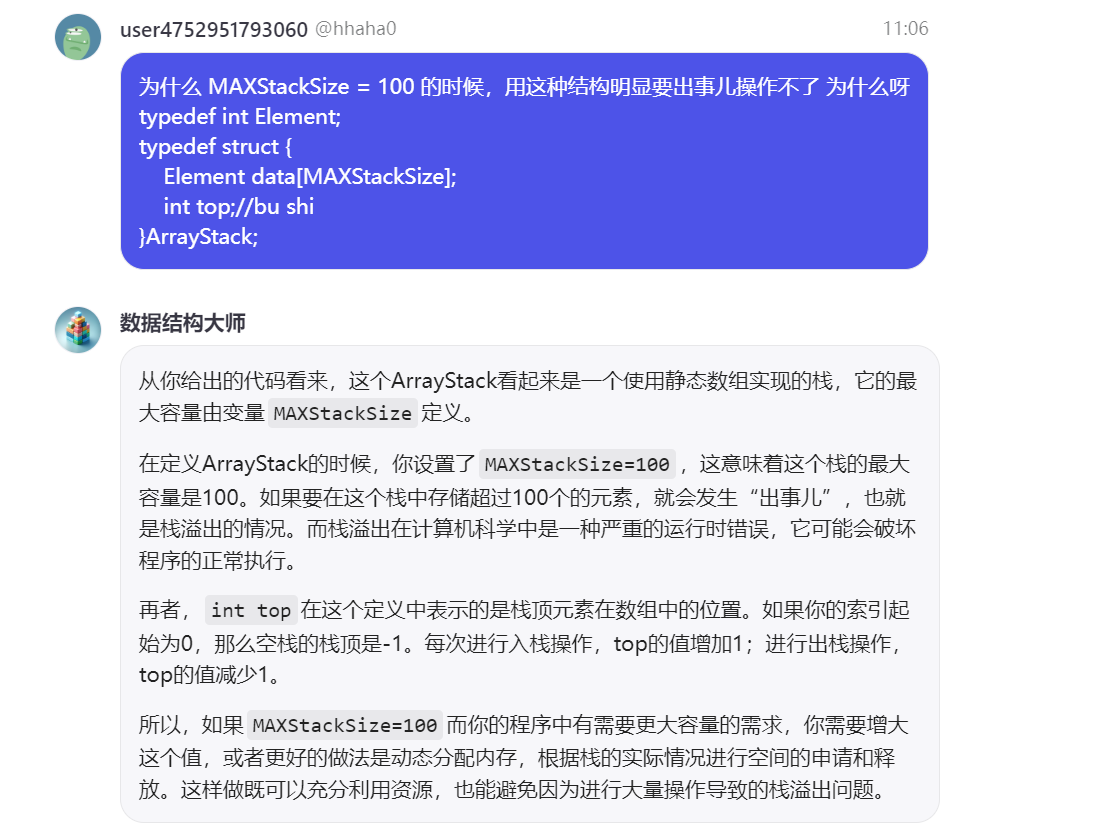 user4752951793060 @hhaha0 11:06
为什么 MAXStackSize = 100 的时候，用这种结构明显要出事儿操作不了 为什么呀
typedef int Element;
typedef struct {
    Element data[MAXStackSize];
    int top;//bu shi
}ArrayStack;
数据结构大师
从你给出的代码看来，这个ArrayStack看起来是一个使用静态数组实现的栈，它的最
大容量由变量 MAXStackSize 定义。
在定义ArrayStack的时候，你设置了 MAXStackSize=100 ，这意味着这个栈的最大
容量是100。如果要在这个栈中存储超过100个的元素，就会发生“出事儿”，也就
是栈溢出的情况。而栈溢出在计算机科学中是一种严重的运行时错误，它可能会破坏
程序的正常执行。
再者， int top 在这个定义中表示的是栈顶元素在数组中的位置。如果你的索引起
始为0，那么空栈的栈顶是-1。每次进行入栈操作，top的值增加1；进行出栈操作，
top的值减少1。
所以，如果 MAXStackSize=100 而你的程序中有需要更大容量的需求，你需要增大
这个值，或者更好的做法是动态分配内存，根据栈的实际情况进行空间的申请和释
放。这样做既可以充分利用资源，也能避免因为进行大量操作导致的栈溢出问题。